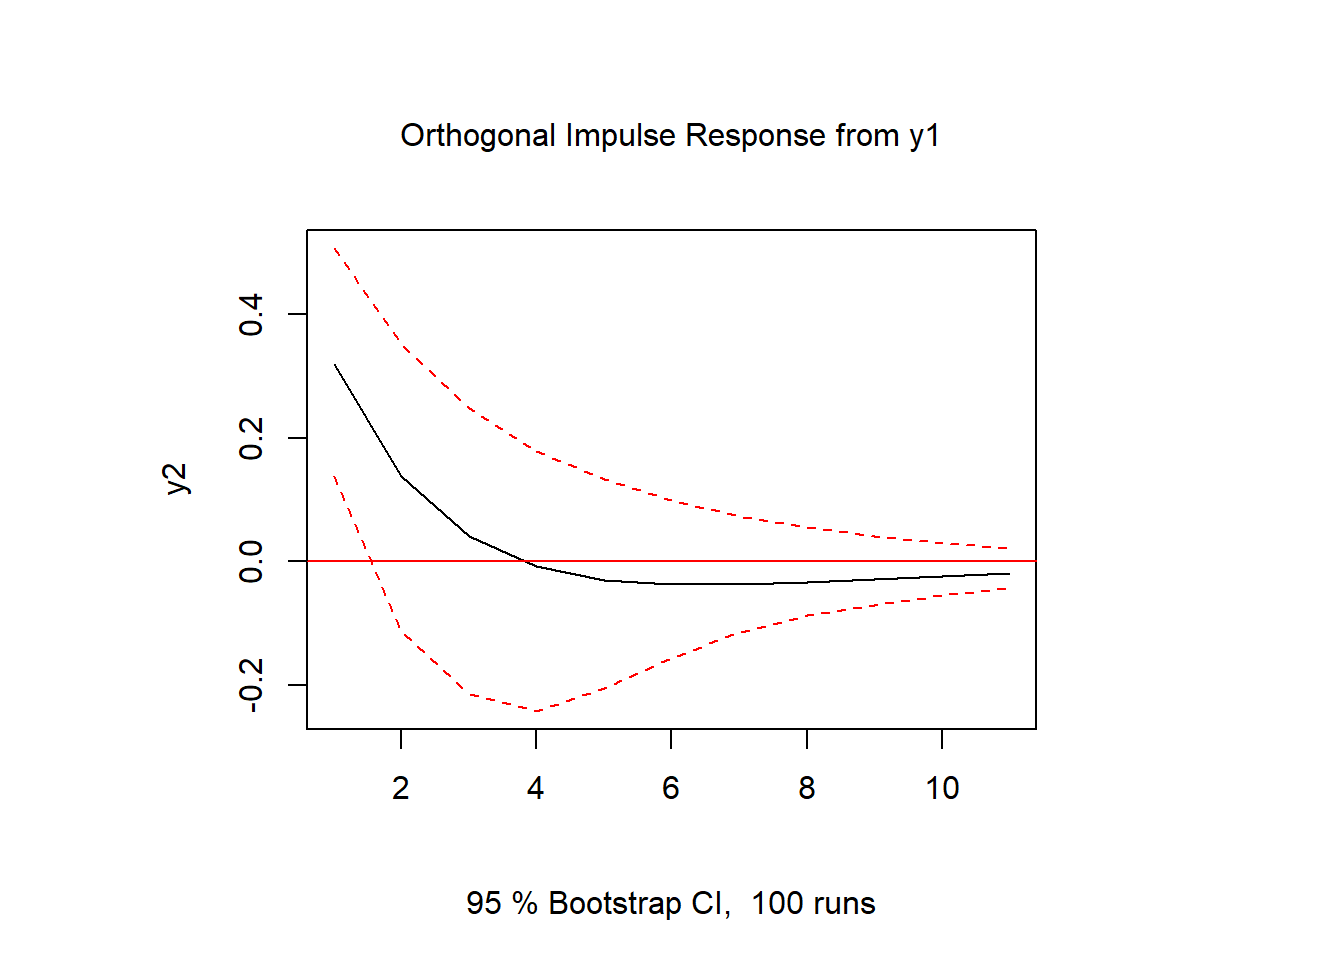 Orthogonal Impulse Response from y1
y2
0.4
0.2
0.0
-0.2
2 4 6 8 10
95 % Bootstrap CI,  100 runs